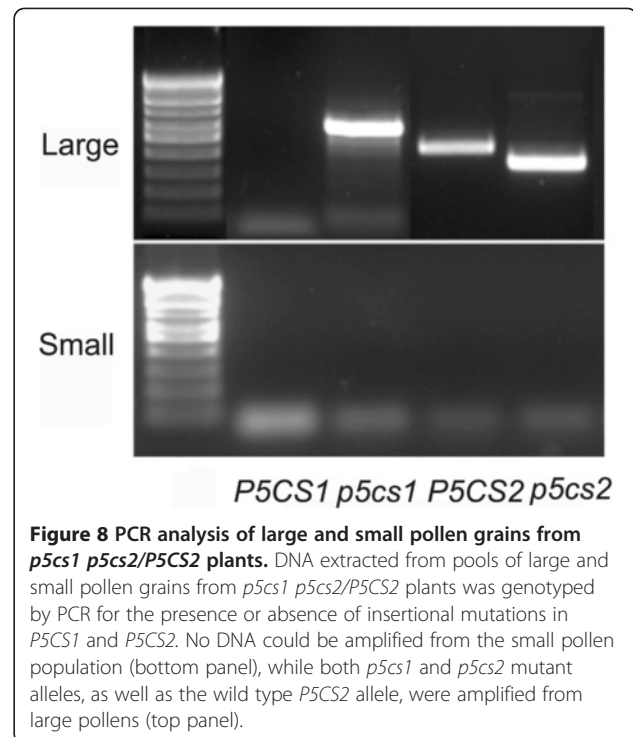 Large
Small
P5CS1 p5cs1 P5CS2 p5cs2
Figure 8 PCR analysis of large and small pollen grains from
p5cs1 p5cs2/P5CS2 plants. DNA extracted from pools of large and
small pollen grains from p5cs1 p5cs2/P5CS2 plants was genotyped
by PCR for the presence or absence of insertional mutations in
P5CS1 and P5CS2. No DNA could be amplified from the small pollen
population (bottom panel), while both p5cs1 and p5cs2 mutant
alleles, as well as the wild type P5CS2 allele, were amplified from
large pollens (top panel).